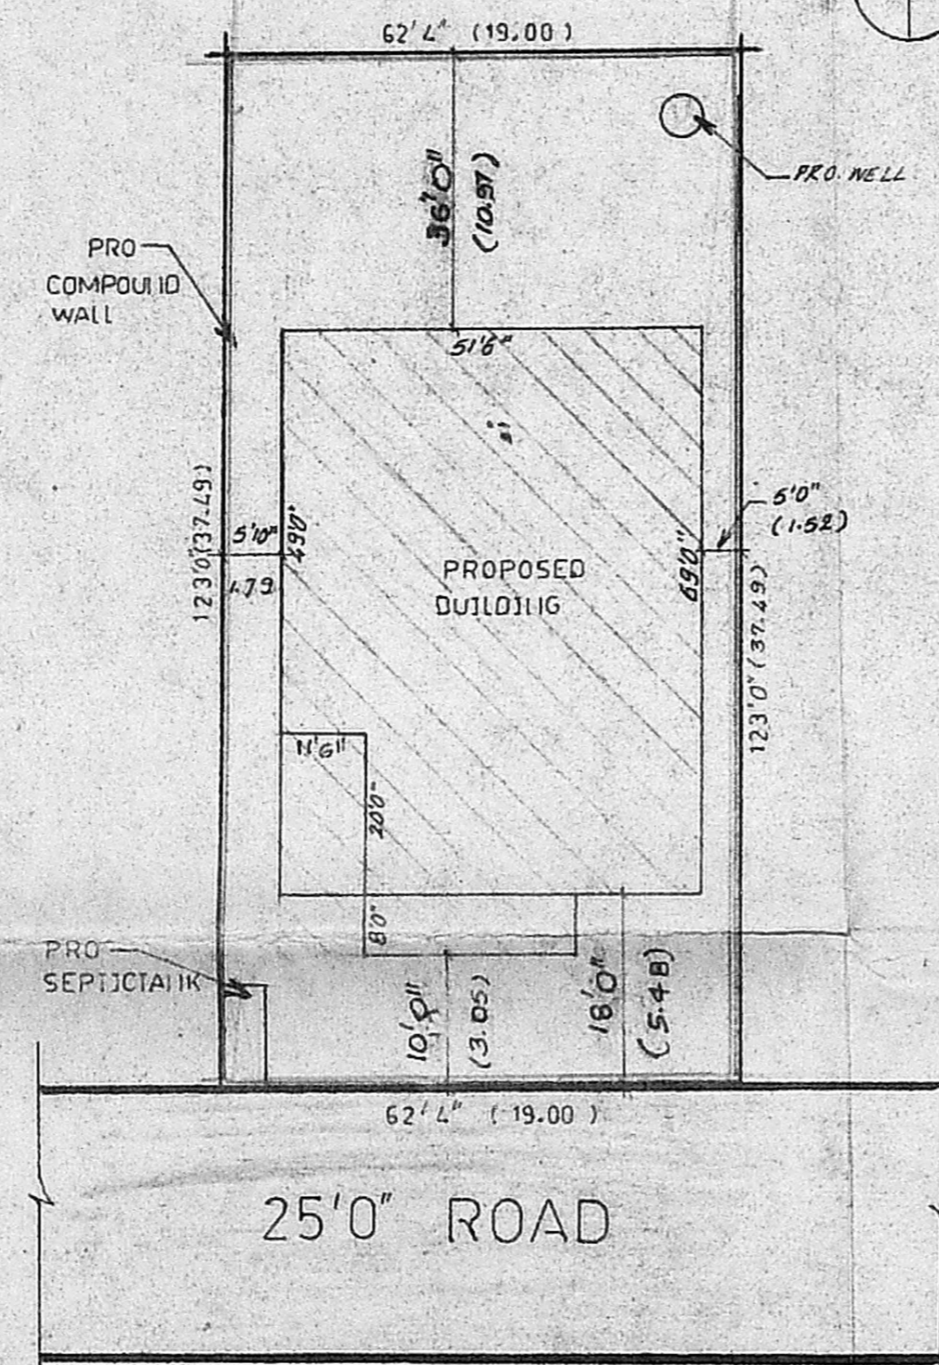 62'4" (19.00)
36'0"
(10.97)
PRO. WELL
PRO
COMPOUND
WALL
51'6"
123'0" (37.49)
5'10"
1.79
49'0"
5'0"
(1.52)
PROPOSED
BUILDING
69'0"
123'0" (37.49)
11'6"
20'0"
8'0"
PRO
SEPTICTANK
10'0"
(3.05)
18'0"
(5.48)
62'4" (19.00)
25'0" ROAD